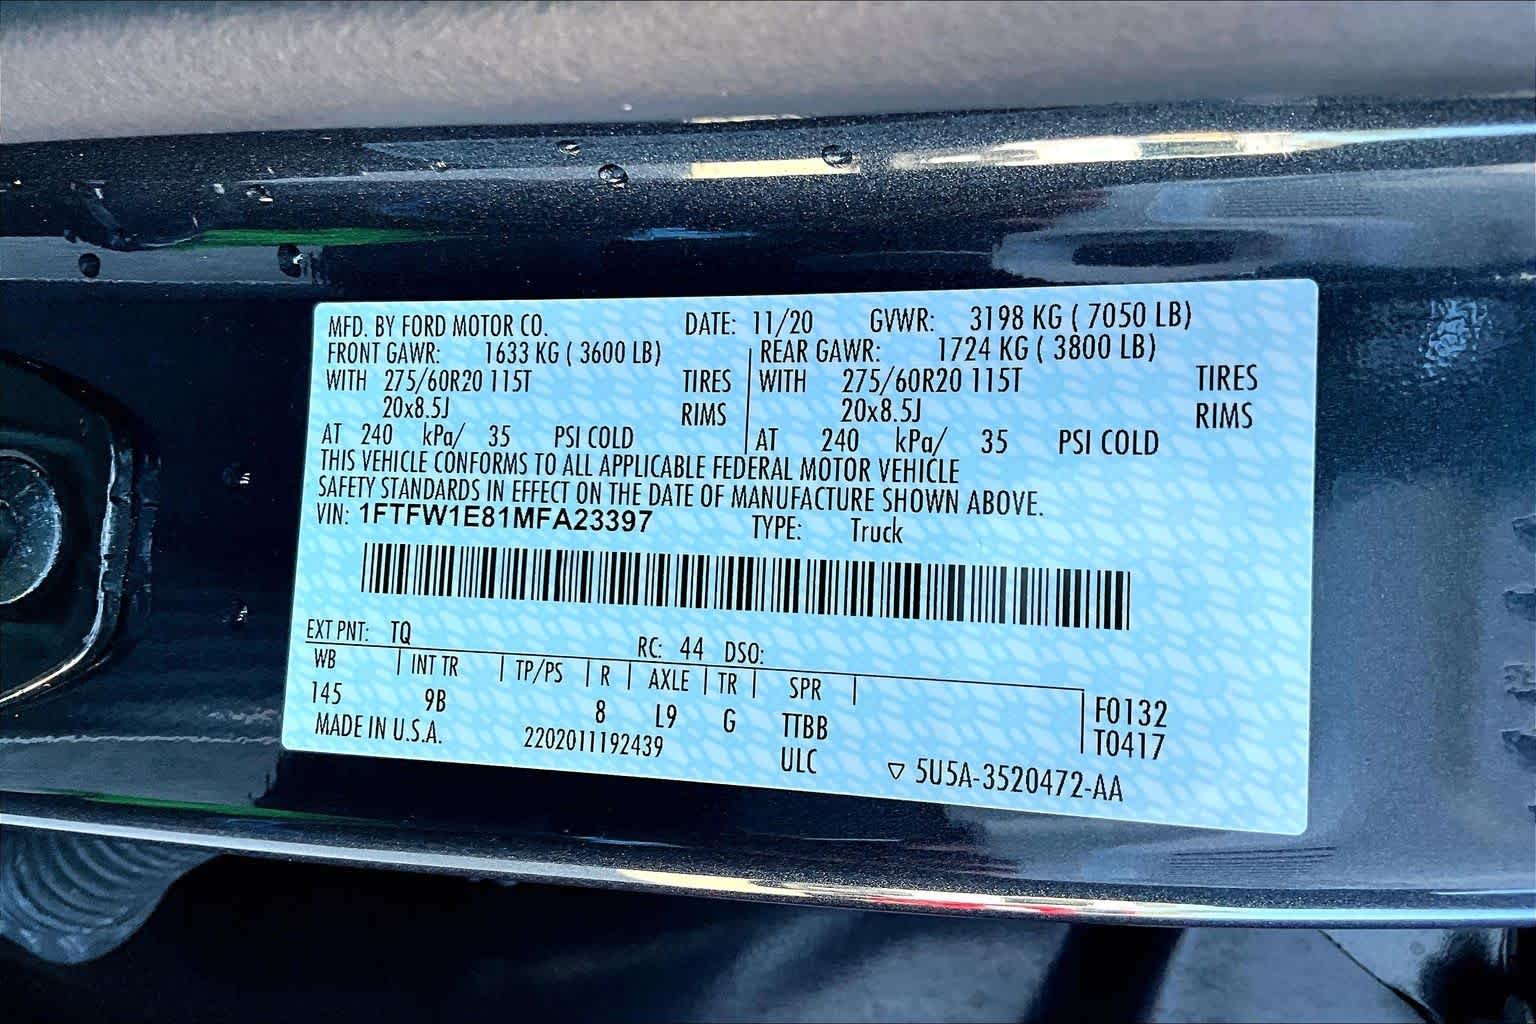 MFD. BY FORD MOTOR CO. DATE: 11/20 GVWR: 3198 KG ( 7050 LB)
FRONT GAWR: 1633 KG ( 3600 LB) REAR GAWR: 1724 KG ( 3800 LB)
WITH 275/60R20 115T TIRES WITH 275/60R20 115T TIRES
20x8.5J RIMS 20x8.5J RIMS
AT 240 kPa/ 35 PSI COLD AT 240 kPa/ 35 PSI COLD
THIS VEHICLE CONFORMS TO ALL APPLICABLE FEDERAL MOTOR VEHICLE
SAFETY STANDARDS IN EFFECT ON THE DATE OF MANUFACTURE SHOWN ABOVE.
VIN: 1FTFW1E81MFA23397 TYPE: Truck
EXT PNT: TQ RC: 44 DSO:
WB INT TR TP/PS R AXLE TR SPR
145 9B 8 L9 G TTBB F0132
MADE IN U.S.A. 2202011192439 ULC T0417
▽ 5U5A-3520472-AA